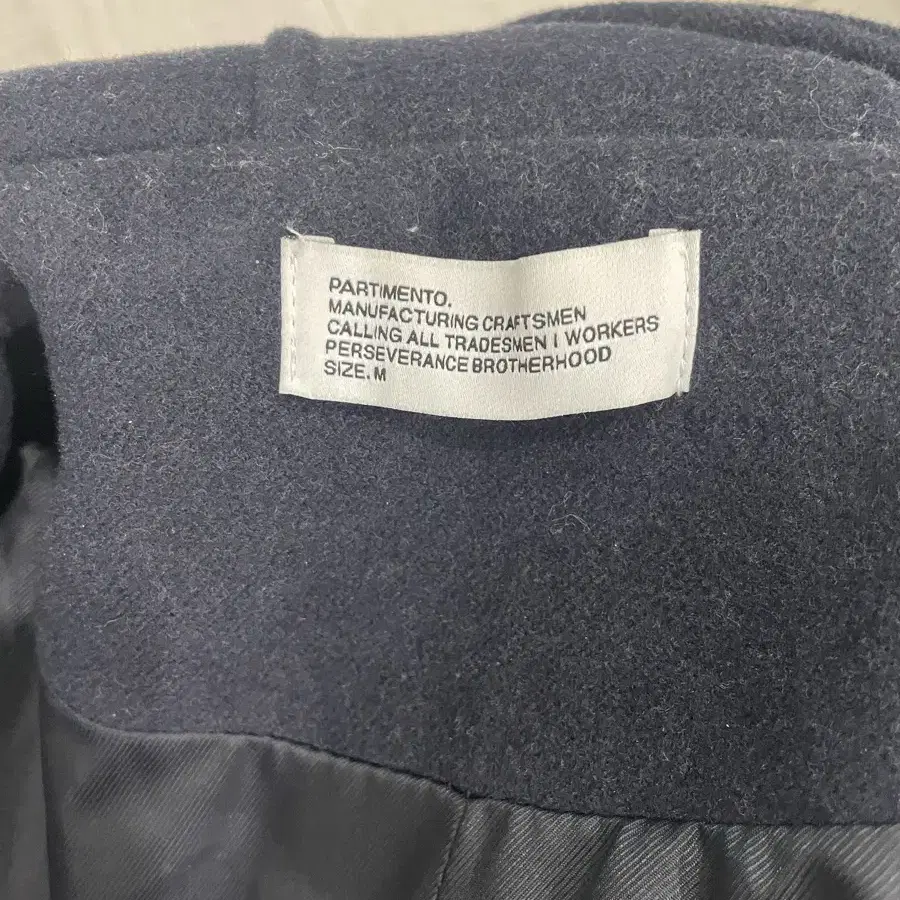 PARTIMENTO.
MANUFACTURING CRAFTSMEN
CALLING ALL TRADESMEN I WORKERS
PERSEVERANCE BROTHERHOOD
SIZE. M